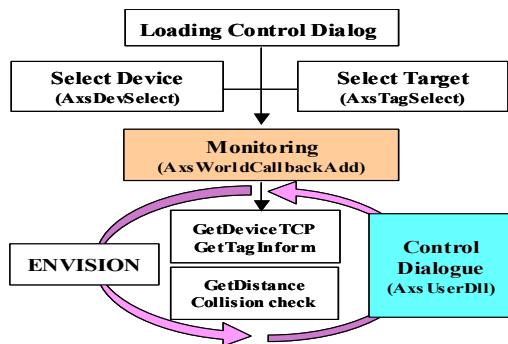 Loading Control Dialog
Select Device
(AxsDevSelect)
Select Target
(AxsTagSelect)
Monitoring
(AxsWorldCallbackAdd)
GetDeviceTCP
GetTagInform
ENVISION
GetDistance
Collision check
Control
Dialogue
(AxsUserDll)